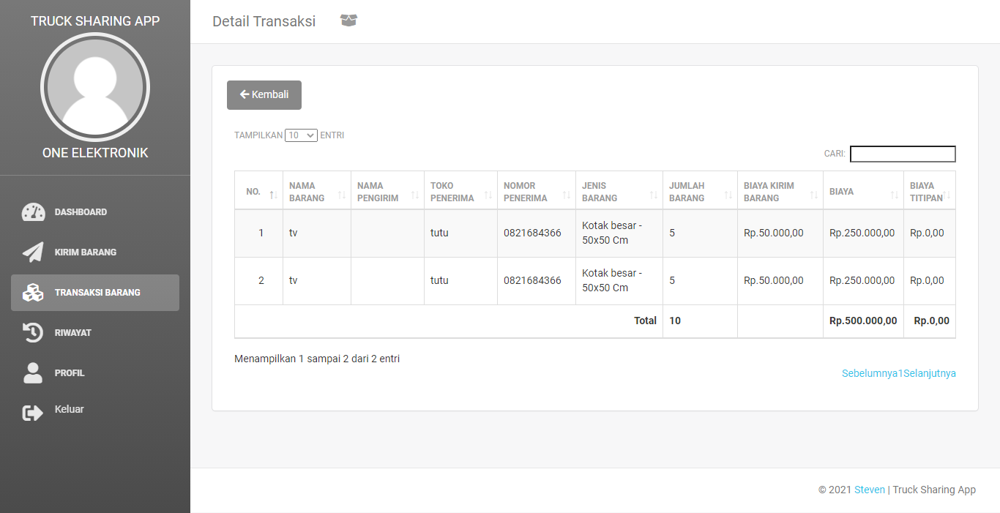 TRUCK SHARING APP
ONE ELEKTRONIK
DASHBOARD
KIRIM BARANG
TRANSAKSI BARANG
RIWAYAT
PROFIL
Keluar
Detail Transaksi
Kembali
TAMPILKAN 10 ENTRI
CARI:
NO. NAMA BARANG NAMA PENGIRIM TOKO PENERIMA NOMOR PENERIMA JENIS BARANG JUMLAH BARANG BIAYA KIRIM BARANG BIAYA BIAYA TITIPAN
1 tv tutu 0821684366 Kotak besar - 50x50 Cm 5 Rp.50.000,00 Rp.250.000,00 Rp.0,00
2 tv tutu 0821684366 Kotak besar - 50x50 Cm 5 Rp.50.000,00 Rp.250.000,00 Rp.0,00
Total 10 Rp.500.000,00 Rp.0,00
Menampilkan 1 sampai 2 dari 2 entri
Sebelumnya1Selanjutnya
© 2021 Steven | Truck Sharing App